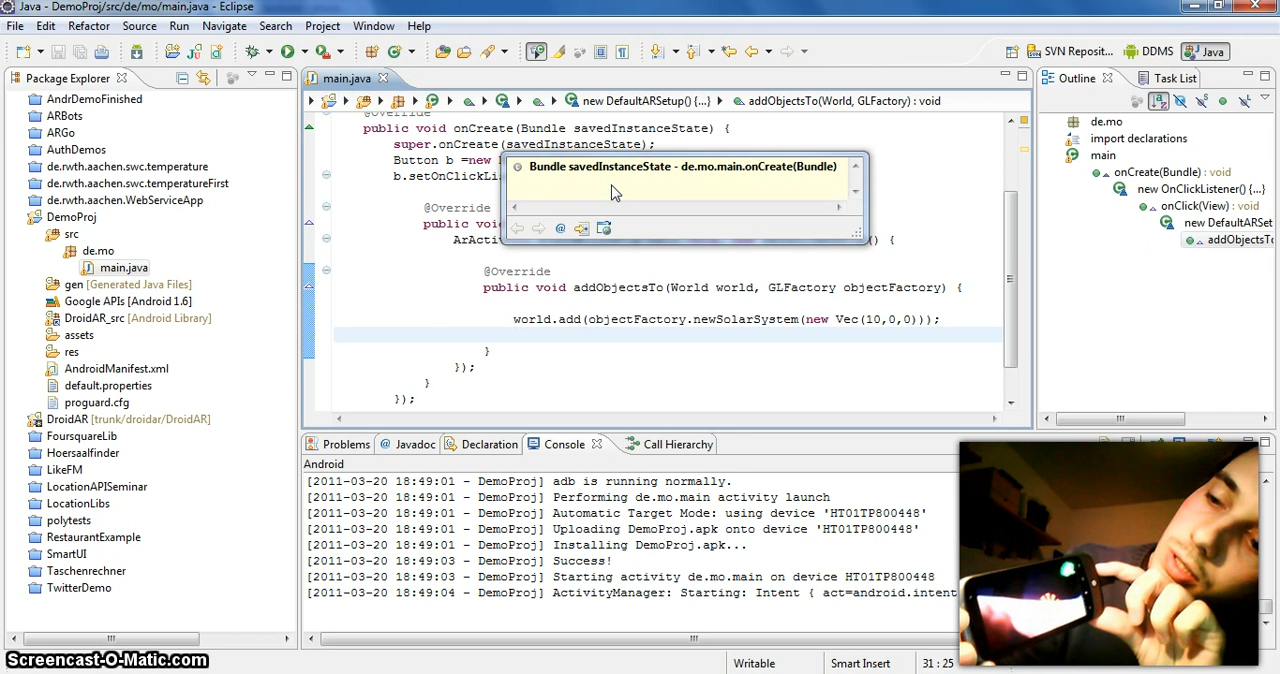 Java - DemoProj/src/de/mo/main.java - Eclipse
File Edit Refactor Source Run Navigate Search Project Window Help
SVN Reposit... DDMS Java
Package Explorer
main.java
Outline Task List
new DefaultARSetup() {...} addObjectsTo(World, GLFactory) : void
AndrDemoFinished
ARBots
ARGo
AuthDemos
de.rwth.aachen.swc.temperature
de.rwth.aachen.swc.temperatureFirst
de.rwth.aachen.WebServiceApp
DemoProj
src
de.mo
main.java
gen [Generated Java Files]
Google APIs [Android 1.6]
DroidAR_src [Android Library]
assets
res
AndroidManifest.xml
default.properties
proguard.cfg
DroidAR [trunk/droidar/DroidAR]
FoursquareLib
Hoersaalfinder
LikeFM
LocationAPISeminar
LocationLibs
polytests
RestaurantExample
SmartUI
Taschenrechner
TwitterDemo
@Override
public void onCreate(Bundle savedInstanceState) {
super.onCreate(savedInstanceState);
Button b =new
b.setOnClickLis
Bundle savedInstanceState - de.mo.main.onCreate(Bundle)
@
@Override
public void
ArActiv () {
@Override
public void addObjectsTo(World world, GLFactory objectFactory) {
world.add(objectFactory.newSolarSystem(new Vec(10,0,0)));
}
});
}
});
de.mo
import declarations
main
onCreate(Bundle) : void
new OnClickListener() {...}
onClick(View) : void
new DefaultARSet
addObjectsTo
Problems @ Javadoc Declaration Console Call Hierarchy
Android
[2011-03-20 18:49:01 - DemoProj] adb is running normally.
[2011-03-20 18:49:01 - DemoProj] Performing de.mo.main activity launch
[2011-03-20 18:49:01 - DemoProj] Automatic Target Mode: using device 'HT01TP800448'
[2011-03-20 18:49:01 - DemoProj] Uploading DemoProj.apk onto device 'HT01TP800448'
[2011-03-20 18:49:01 - DemoProj] Installing DemoProj.apk...
[2011-03-20 18:49:01 - DemoProj] Success!
[2011-03-20 18:49:03 - DemoProj] Starting activity de.mo.main on device HT01TP800448
[2011-03-20 18:49:04 - DemoProj] ActivityManager: Starting: Intent { act=android.intent
Screencast-O-Matic.com
Writable Smart Insert 31 : 25